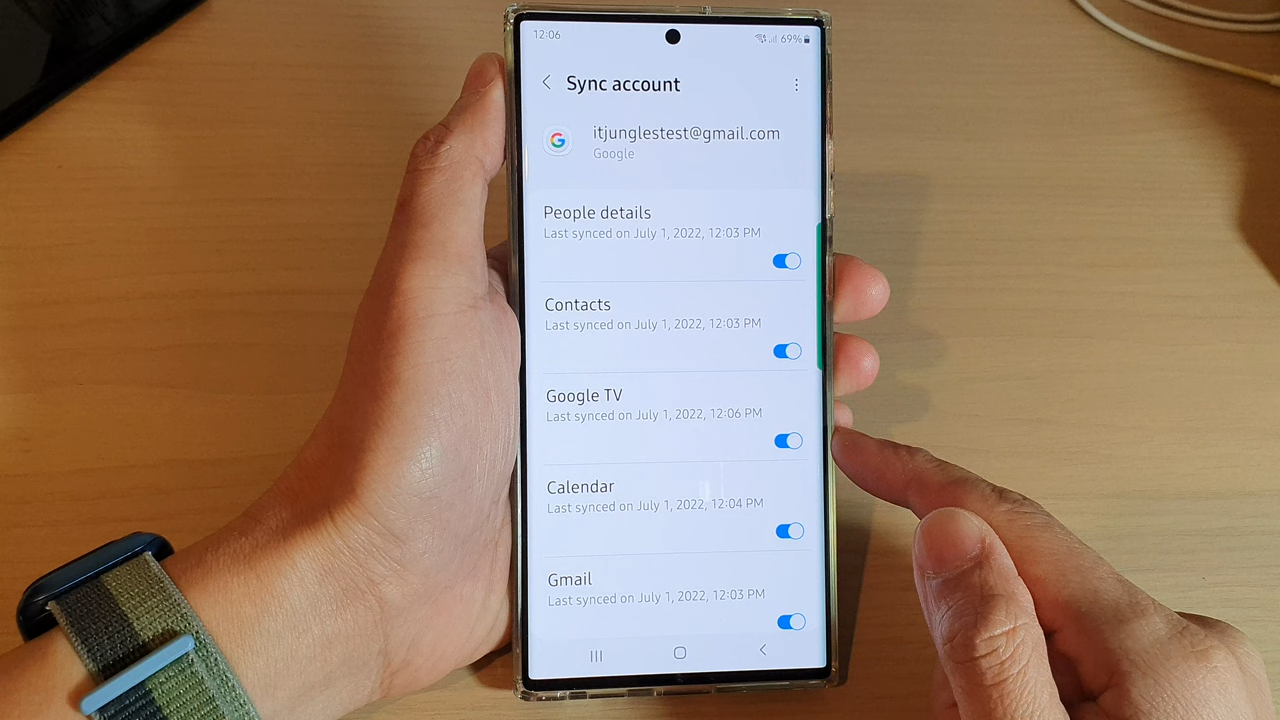 12:06
69%
Sync account
itjunglestest@gmail.com
Google
People details
Last synced on July 1, 2022, 12:03 PM
Contacts
Last synced on July 1, 2022, 12:03 PM
Google TV
Last synced on July 1, 2022, 12:06 PM
Calendar
Last synced on July 1, 2022, 12:04 PM
Gmail
Last synced on July 1, 2022, 12:03 PM